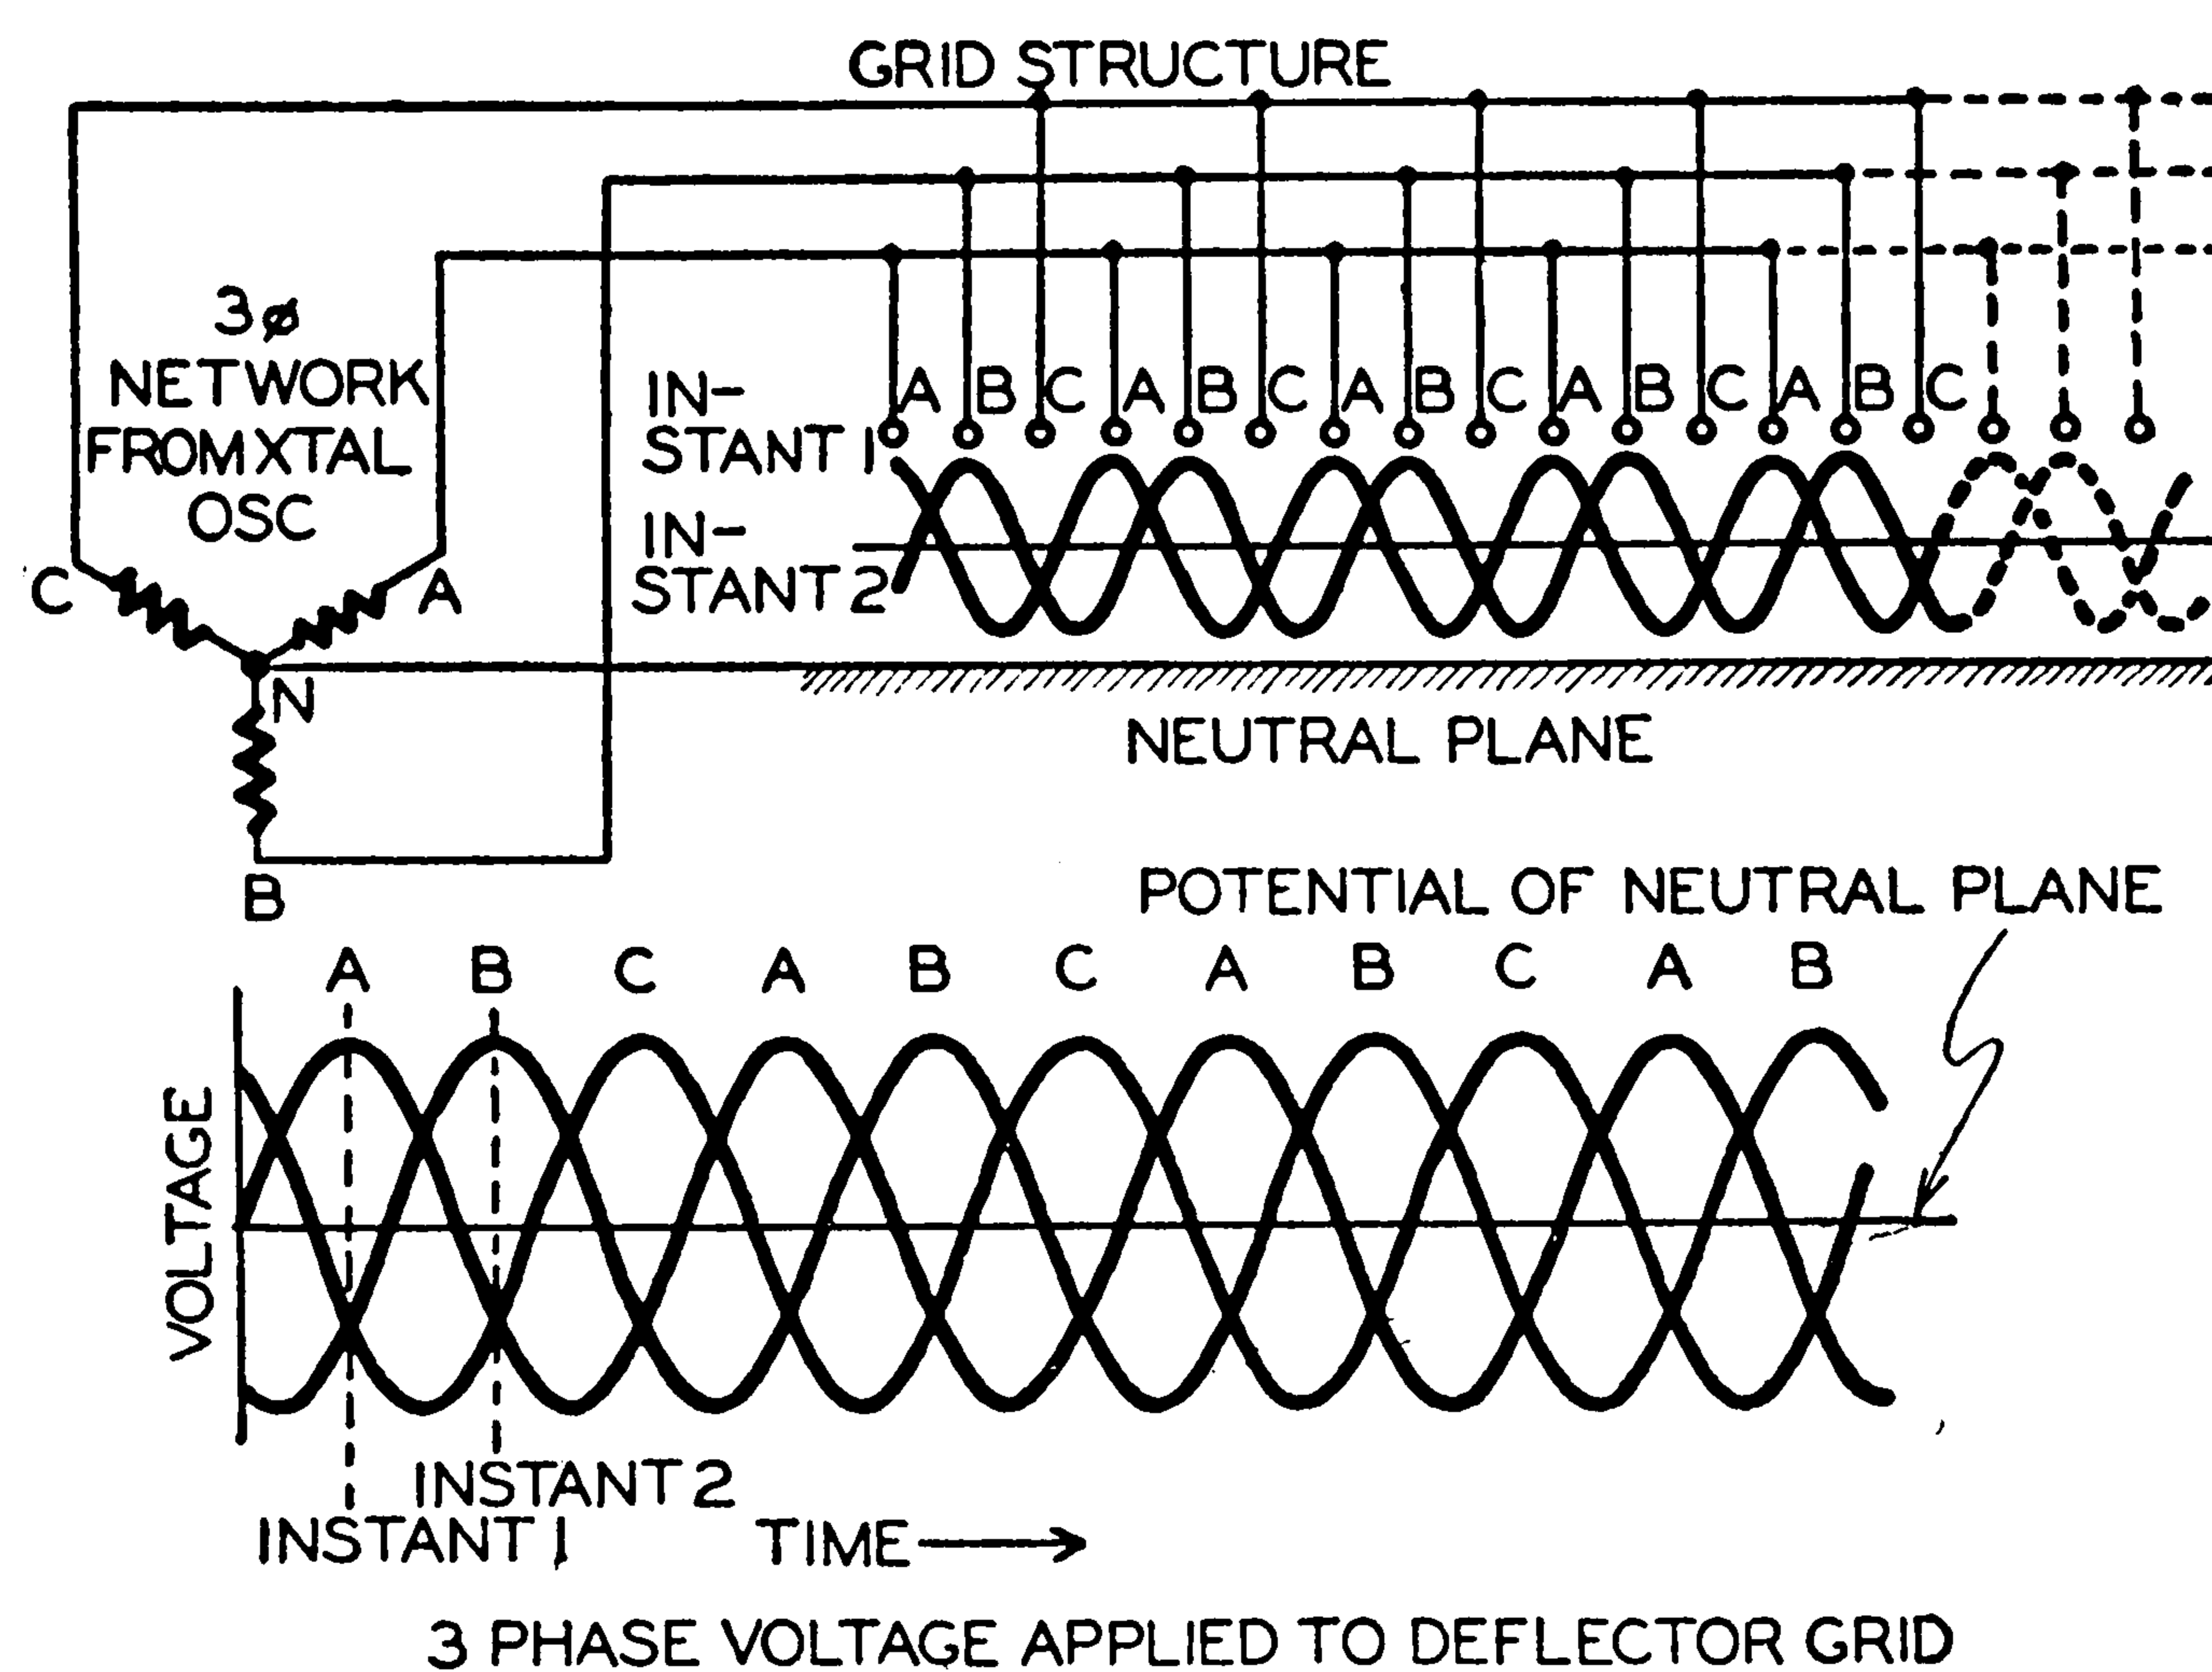 GRID STRUCTURE
3ø
NETWORK
FROM XTAL
OSC
IN-
STANT 1
IN-
STANT 2
A B C A B C A B C A B C A B C
C
A
N
B
NEUTRAL PLANE
POTENTIAL OF NEUTRAL PLANE
A B C A B C A B C A B
VOLTAGE
INSTANT 2
INSTANT 1
TIME
3 PHASE VOLTAGE APPLIED TO DEFLECTOR GRID